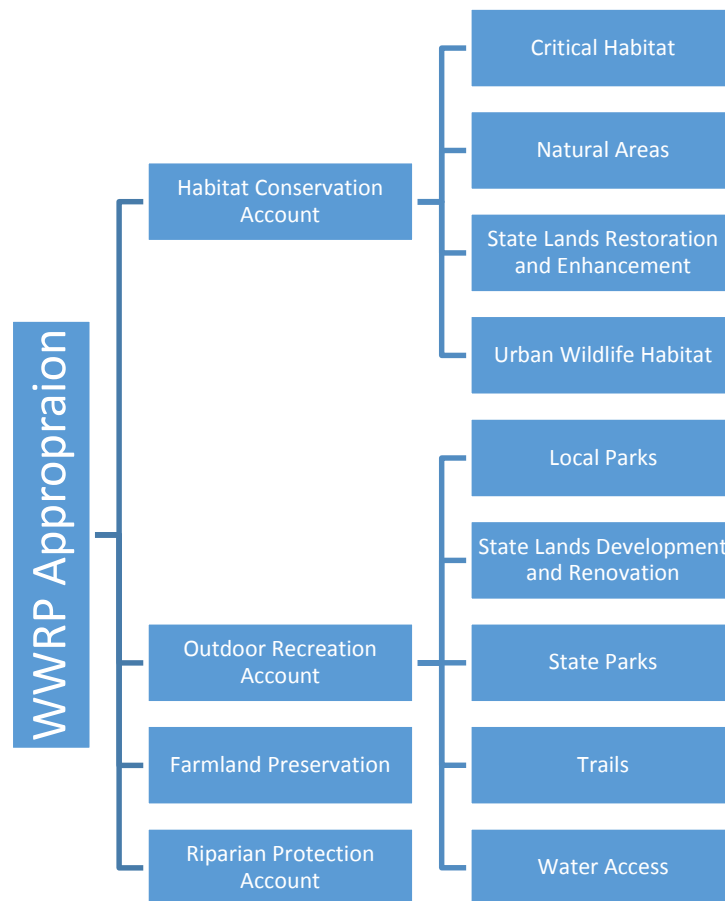 WWRP Appropraion
Habitat Conservation
Account
Critical Habitat
Natural Areas
State Lands Restoration
and Enhancement
Urban Wildlife Habitat
Outdoor Recreation
Account
Local Parks
State Lands Development
and Renovation
State Parks
Trails
Water Access
Farmland Preservation
Riparian Protection
Account